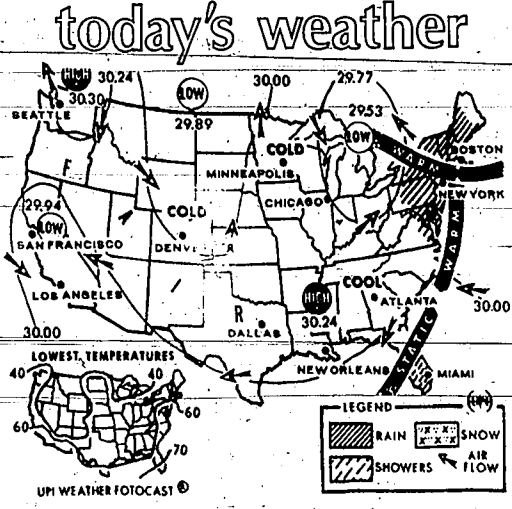 today's weather
HIGH
30.24
30.30
SEATTLE
LOW
29.89
30.00
29.77
29.53
LOW
COLD
MINNEAPOLIS
WARM
BOSTON
NEW YORK
CHICAGO
F
29.94
LOW
SAN FRANCISCO
COLD
DENV R
A
I
R
WARM
LOS ANGELES
HIGH
30.24
COOL
ATLANTA
30.00
DALLAS
30.00
NEW ORLEANS
STATIC
MIAMI
LOWEST TEMPERATURES
40
40
60
60
70
UPI WEATHER FOTOCAST ®
LEGEND
UPI
RAIN
SNOW
SHOWERS
AIR
FLOW